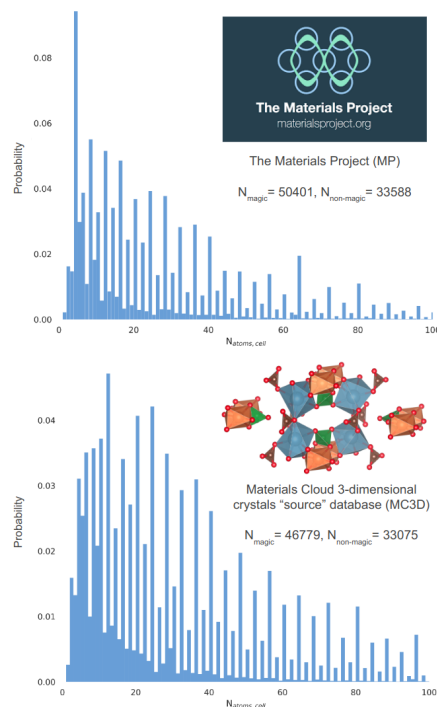 0.08
0.06
0.04
0.02
0.00
Probability
The Materials Project
materialsproject.org
The Materials Project (MP)
Nmagic= 50401, Nnon-magic= 33588
0 20 40 60 80 100
Natoms, cell
0.04
0.03
0.02
0.01
0.00
Probability
Materials Cloud 3-dimensional
crystals “source” database (MC3D)
Nmagic= 46779, Nnon-magic= 33075
0 20 40 60 80 100
Natoms, cell